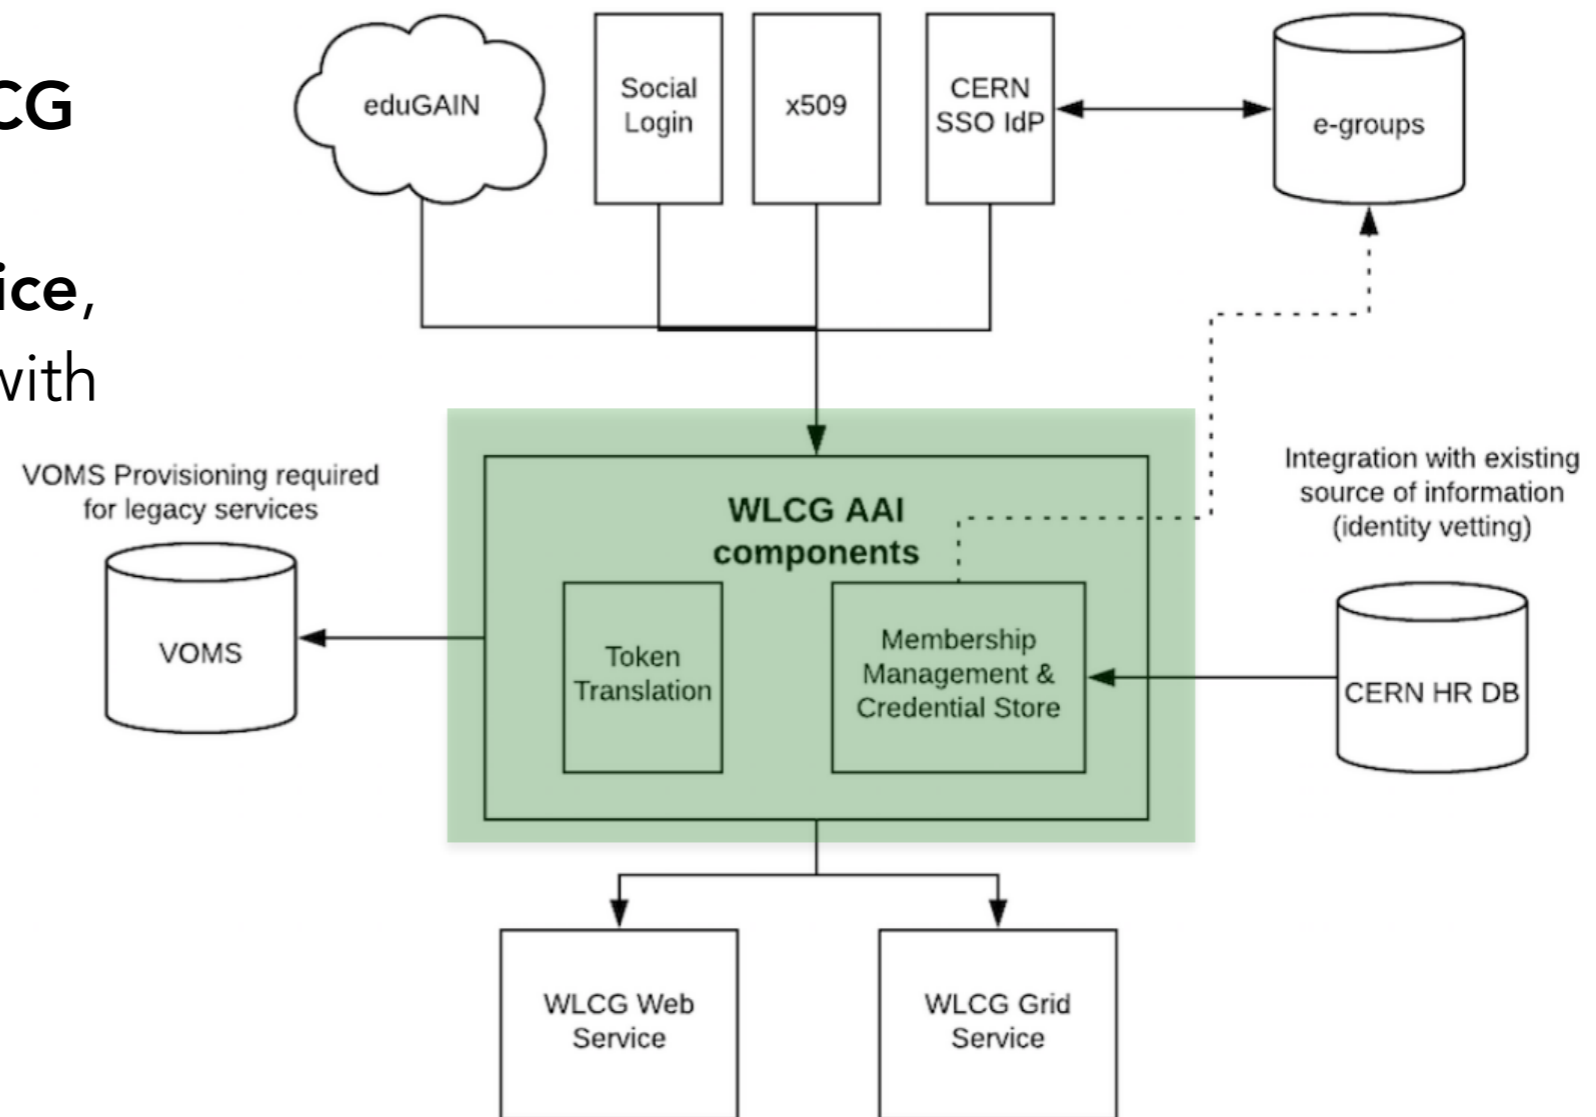 CG
ice,
with
eduGAIN
Social
Login
x509
CERN
SSO IdP
e-groups
VOMS Provisioning required
for legacy services
VOMS
WLCG AAI
components
Token
Translation
Membership
Management &
Credential Store
Integration with existing
source of information
(identity vetting)
CERN HR DB
WLCG Web
Service
WLCG Grid
Service